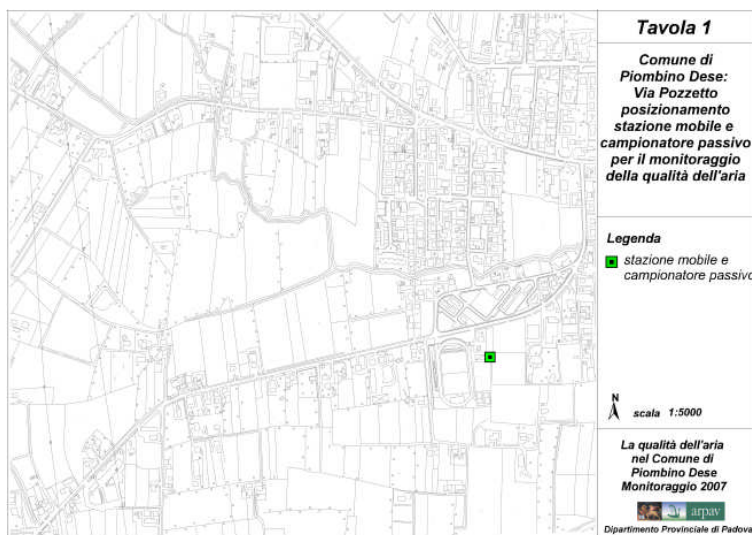 Tavola 1
Comune di
Piombino Dese:
Via Pozzetto
posizionamento
stazione mobile e
campionatore passivo
per il monitoraggio
della qualità dell'aria
Legenda
stazione mobile e
campionatore passivo
N
scala 1:5000
La qualità dell'aria
nel Comune di
Piombino Dese
Monitoraggio 2007
arpav
Dipartimento Provinciale di Padova